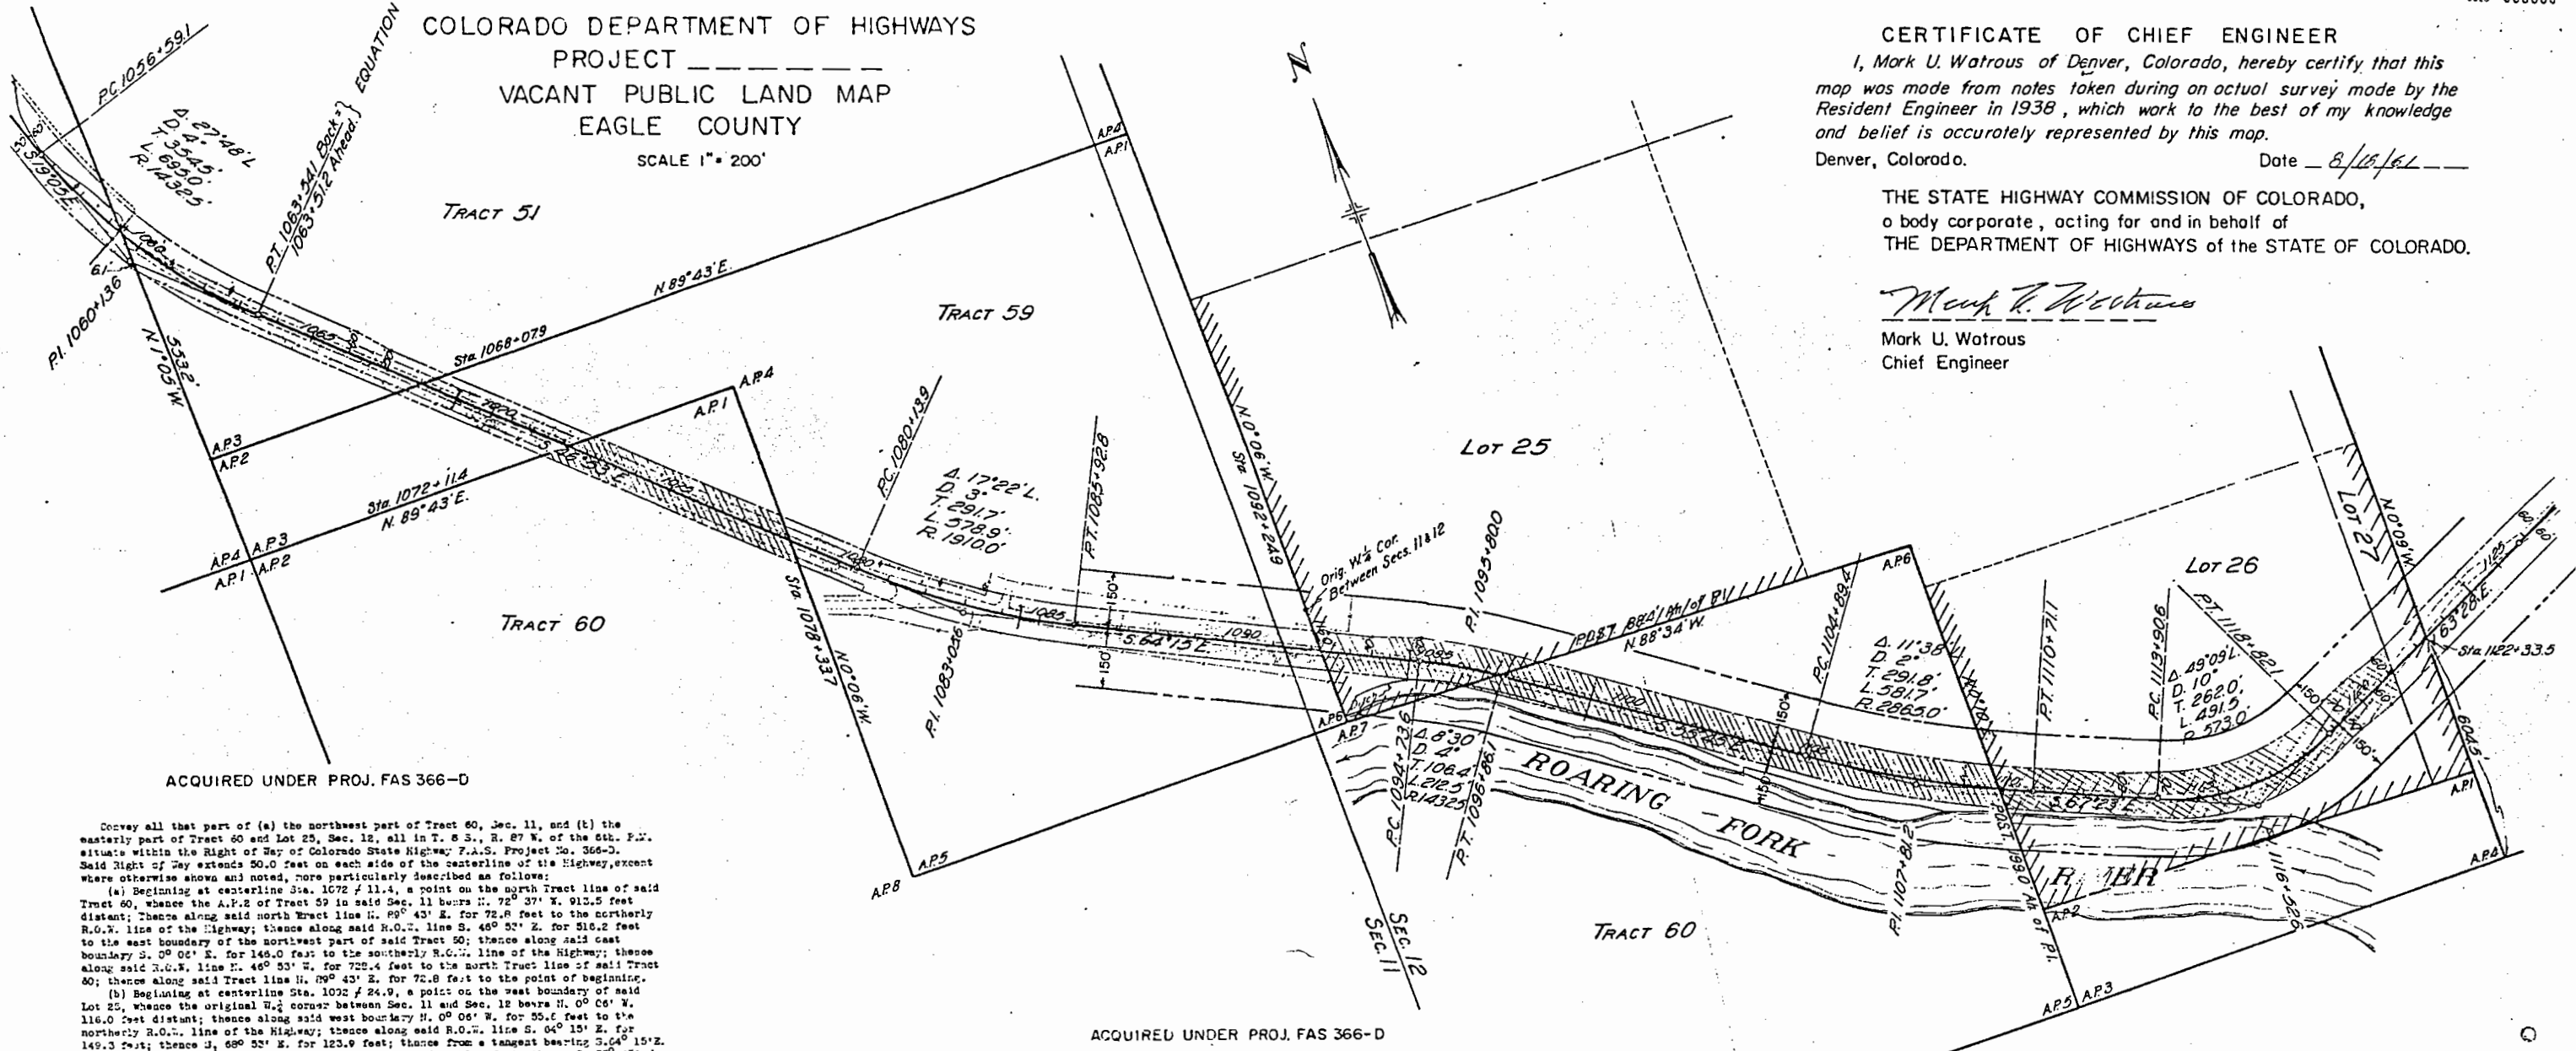 COLORADO DEPARTMENT OF HIGHWAYS
PROJECT _ _ _ _ _ _ _
VACANT PUBLIC LAND MAP
EAGLE COUNTY
SCALE 1"= 200'
CERTIFICATE OF CHIEF ENGINEER
I, Mark U. Watrous of Denver, Colorado, hereby certify that this
map was made from notes taken during an actual survey made by the
Resident Engineer in 1938, which work to the best of my knowledge
and belief is accurately represented by this map.
Denver, Colorado. Date
THE STATE HIGHWAY COMMISSION OF COLORADO,
a body corporate, acting for and in behalf of
THE DEPARTMENT OF HIGHWAYS of the STATE OF COLORADO.
Mark U. Watrous
Chief Engineer
N
P.C. 1056+59.1
Δ. 27°48'L
D. 4°
T. 354.5'
L. 695.0'
R. 1432.5'
P.T. 1063+54.1 Back=} EQUATION
1063+51.2 Ahead.}
S.19°05'E.
1060
6.1
P.I. 1060+13.6
553.2'
N.1°05'W.
TRACT 51
1065
Sta. 1068+07.9
N. 89°43'E.
A.P.4
A.P.1
TRACT 59
A.P.3
A.P.2
1070
A.P.4
A.P.1
Sta. 1072+11.4
N. 89°43'E.
A.P.4 A.P.3
A.P.1 A.P.2
TRACT 60
Sta. 1078+33.7
N.0°06'W.
1080
P.C. 1080+13.9
Δ. 17°22'L.
D. 3°
T. 291.7'
L. 578.9'
R. 1910.0'
P.T. 1085+92.8
P.I. 1083+05.6
1085
150'
S.64°15'E
1090
150'
A.P.8
A.P.5
N.0°06'W.
Sta. 1092+24.9
Orig. W.¼ Cor.
Between Secs. 11 & 12
LOT 25
P.I. 1095+80.0
1095
N.88°34'W.
A.P.6
A.P.6
A.P.7
P.C. 1094+73.6
Δ. 8°30'
D. 4°
T. 106.4'
L. 212.5'
R. 1432.5
P.T. 1096+86.1
ROARING
FORK
P.C. 1104+89.4
150'
150'
Δ. 11°38'
D. 2°
T. 291.8'
L. 581.7'
R. 2865.0'
P.I. 1107+81.2
P.T. 1110+71.1
P.C. 1113+90.6
P.T. 1118+82.1
Δ. 49°09'L.
D. 10°
T. 262.0'
L. 491.5'
R. 573.0'
150'
150'
S.67°23'E.
LOT 26
LOT 27
N.0°09'W.
1125
60'
60'
63°28'E.
Sta. 1122+33.5
604.5'
A.P.1
A.P.4
P.I. 1116+52.6
A.P.2
A.P.5 A.P.3
TRACT 60
SEC. 12
SEC. 11
ACQUIRED UNDER PROJ. FAS 366-D
Convey all that part of (a) the northwest part of Tract 60, Sec. 11, and (b) the
easterly part of Tract 60 and Lot 25, Sec. 12, all in T. 8 S., R. 87 W. of the 6th. P.M.
situate within the Right of Way of Colorado State Highway F.A.S. Project No. 366-D.
Said Right of Way extends 50.0 feet on each side of the centerline of the Highway, except
where otherwise shown and noted, more particularly described as follows:
(a) Beginning at centerline Sta. 1072 + 11.4, a point on the north Tract line of said
Tract 60, whence the A.P.2 of Tract 59 in said Sec. 11 bears N. 72° 37' W. 913.5 feet
distant; Thence along said north Tract line N. 89° 43' E. for 72.8 feet to the northerly
R.O.W. line of the Highway; thence along said R.O.W. line S. 46° 53' E. for 516.2 feet
to the east boundary of the northwest part of said Tract 60; thence along said east
boundary S. 0° 06' E. for 146.0 feet to the southerly R.O.W. line of the Highway; thence
along said R.O.W. line N. 46° 53' W. for 728.4 feet to the north Tract line of said Tract
60; thence along said Tract line N. 89° 43' E. for 72.8 feet to the point of beginning.
(b) Beginning at centerline Sta. 1092 + 24.9, a point on the west boundary of said
Lot 25, whence the original W.¼ corner between Sec. 11 and Sec. 12 bears N. 0° 06' W.
116.0 feet distant; thence along said west boundary N. 0° 06' W. for 55.6 feet to the
northerly R.O.W. line of the Highway; thence along said R.O.W. line S. 64° 15' E. for
149.3 feet; thence S. 68° 53' E. for 123.9 feet; thence from a tangent bearing S.64° 15'E.
ACQUIRED UNDER PROJ. FAS 366-D